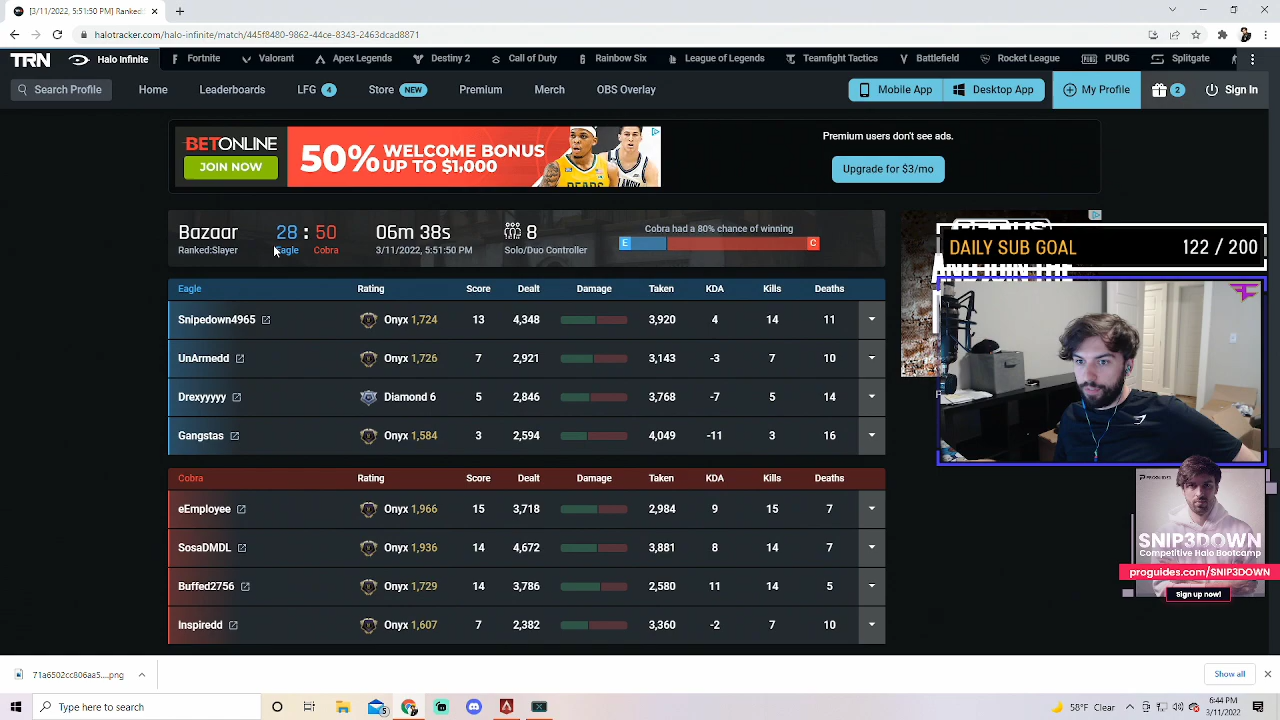 [3/11/2022, 5:51:50 PM] Ranked
halotracker.com/halo-infinite/match/445f8480-9862-44ce-8343-2463dcad8871
TRN Halo Infinite Fortnite Valorant Apex Legends Destiny 2 Call of Duty Rainbow Six League of Legends Teamfight Tactics Battlefield Rocket League PUBG Splitgate
Search Profile Home Leaderboards LFG 4 Store NEW Premium Merch OBS Overlay Mobile App Desktop App My Profile 2 Sign In
BETONLINE
JOIN NOW
50% WELCOME BONUS
UP TO $1,000
Premium users don't see ads.
Upgrade for $3/mo
Bazaar 28 : 50 06m 38s 8 Cobra had a 80% chance of winning
Ranked:Slayer Eagle Cobra 3/11/2022, 5:51:50 PM Solo/Duo Controller E C
DAILY SUB GOAL 122 / 200
Eagle Rating Score Dealt Damage Taken KDA Kills Deaths
Snipedown4965 Onyx 1,724 13 4,348 3,920 4 14 11
UnArmedd Onyx 1,726 7 2,921 3,143 -3 7 10
Drexyyyyy Diamond 6 5 2,846 3,768 -7 5 14
Gangstas Onyx 1,584 3 2,594 4,049 -11 3 16
Cobra Rating Score Dealt Damage Taken KDA Kills Deaths
eEmployee Onyx 1,966 15 3,718 2,984 9 15 7
SosaDMDL Onyx 1,936 14 4,672 3,881 8 14 7
Buffed2756 Onyx 1,729 14 3,765 2,580 11 14 5
Inspiredd Onyx 1,607 7 2,382 3,360 -2 7 10
PROGUIDES
SNIP3DOWN
Competitive Halo Bootcamp
proguides.com/SNIP3DOWN
Sign up now!
71a6502cc806aa5....png Show all
Type here to search 5 58°F Clear 6:44 PM
3/11/2022